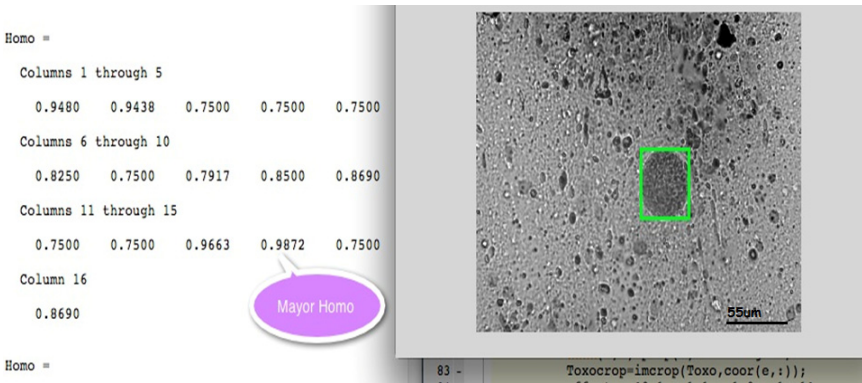 Homo =
Columns 1 through 5
0.9480 0.9438 0.7500 0.7500 0.7500
Columns 6 through 10
0.8250 0.7500 0.7917 0.8500 0.8690
Columns 11 through 15
0.7500 0.7500 0.9663 0.9872 0.7500
Column 16
0.8690
Mayor Homo
Homo =
55um
83 -
Toxocrop=imcrop(Toxo,coor(e,:));